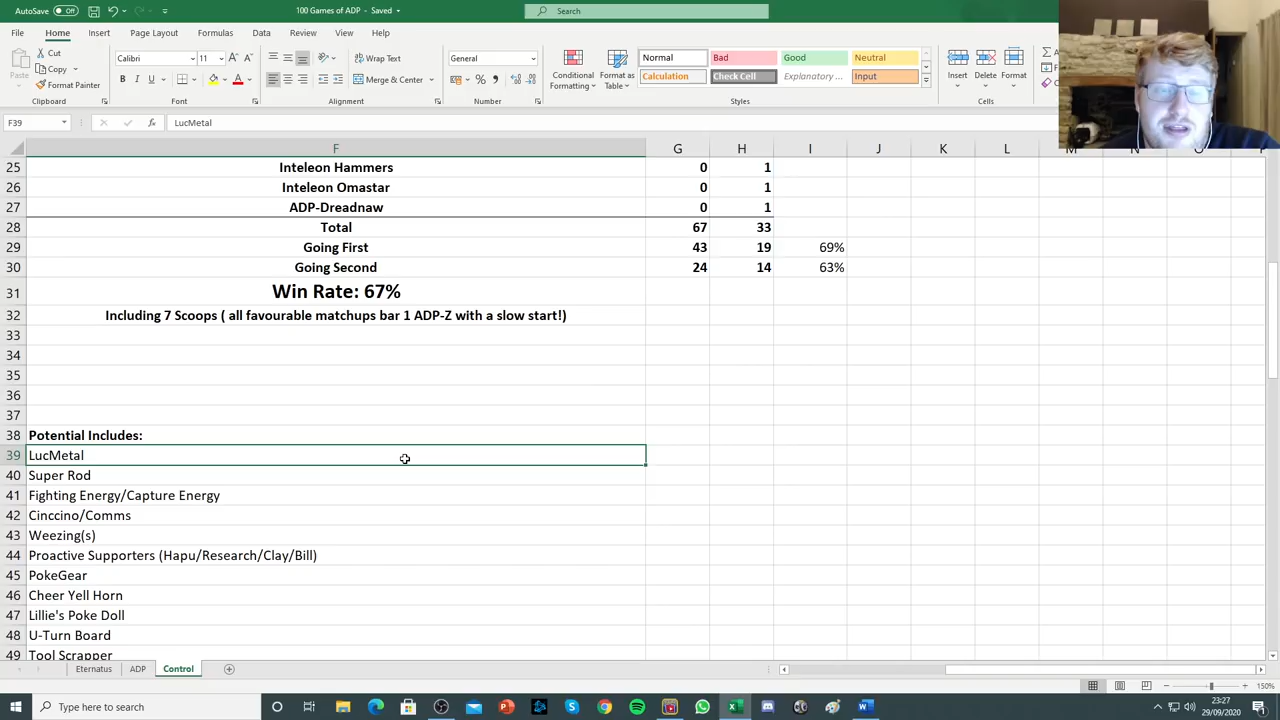 AutoSave Off
100 Games of ADP - Saved
Search
File Home Insert Page Layout Formulas Data Review View Help
Paste
Cut
Copy
Format Painter
Clipboard
Calibri 11
B I U
Font
Wrap Text
Merge & Center
Alignment
General
Number
Conditional Formatting
Format as Table
Normal Bad Good Neutral
Calculation Check Cell Explanatory ... Input
Styles
Insert Delete Format
Cells
F39
fx LucMetal
F G H I J K L M N O P
25 Inteleon Hammers 0 1
26 Inteleon Omastar 0 1
27 ADP-Dreadnaw 0 1
28 Total 67 33
29 Going First 43 19 69%
30 Going Second 24 14 63%
31 Win Rate: 67%
32 Including 7 Scoops ( all favourable matchups bar 1 ADP-Z with a slow start!)
33
34
35
36
37
38 Potential Includes:
39 LucMetal
40 Super Rod
41 Fighting Energy/Capture Energy
42 Cinccino/Comms
43 Weezing(s)
44 Proactive Supporters (Hapu/Research/Clay/Bill)
45 PokeGear
46 Cheer Yell Horn
47 Lillie's Poke Doll
48 U-Turn Board
49 Tool Scrapper
Eternatus ADP Control
150%
Type here to search
23:27
29/09/2020